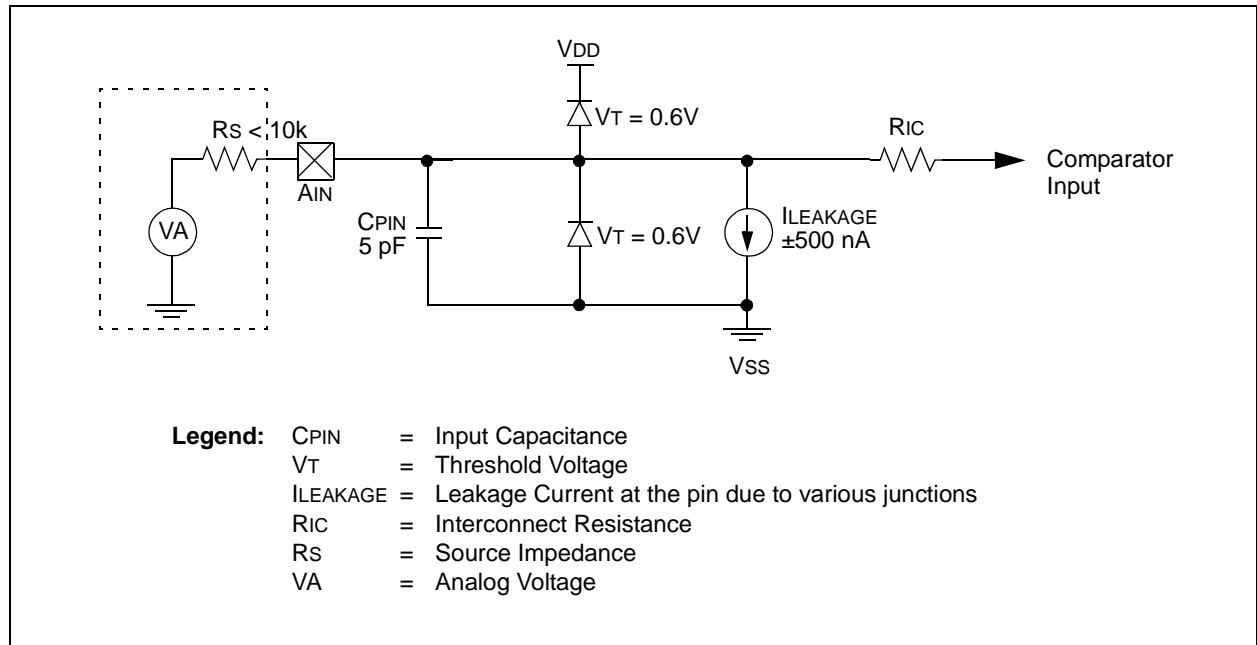 VDD
VT = 0.6V
RS < 10k
RIC
AIN
Comparator
Input
VA
CPIN
5 pF
VT = 0.6V
ILEAKAGE
±500 nA
VSS
Legend: CPIN = Input Capacitance
VT = Threshold Voltage
ILEAKAGE = Leakage Current at the pin due to various junctions
RIC = Interconnect Resistance
RS = Source Impedance
VA = Analog Voltage